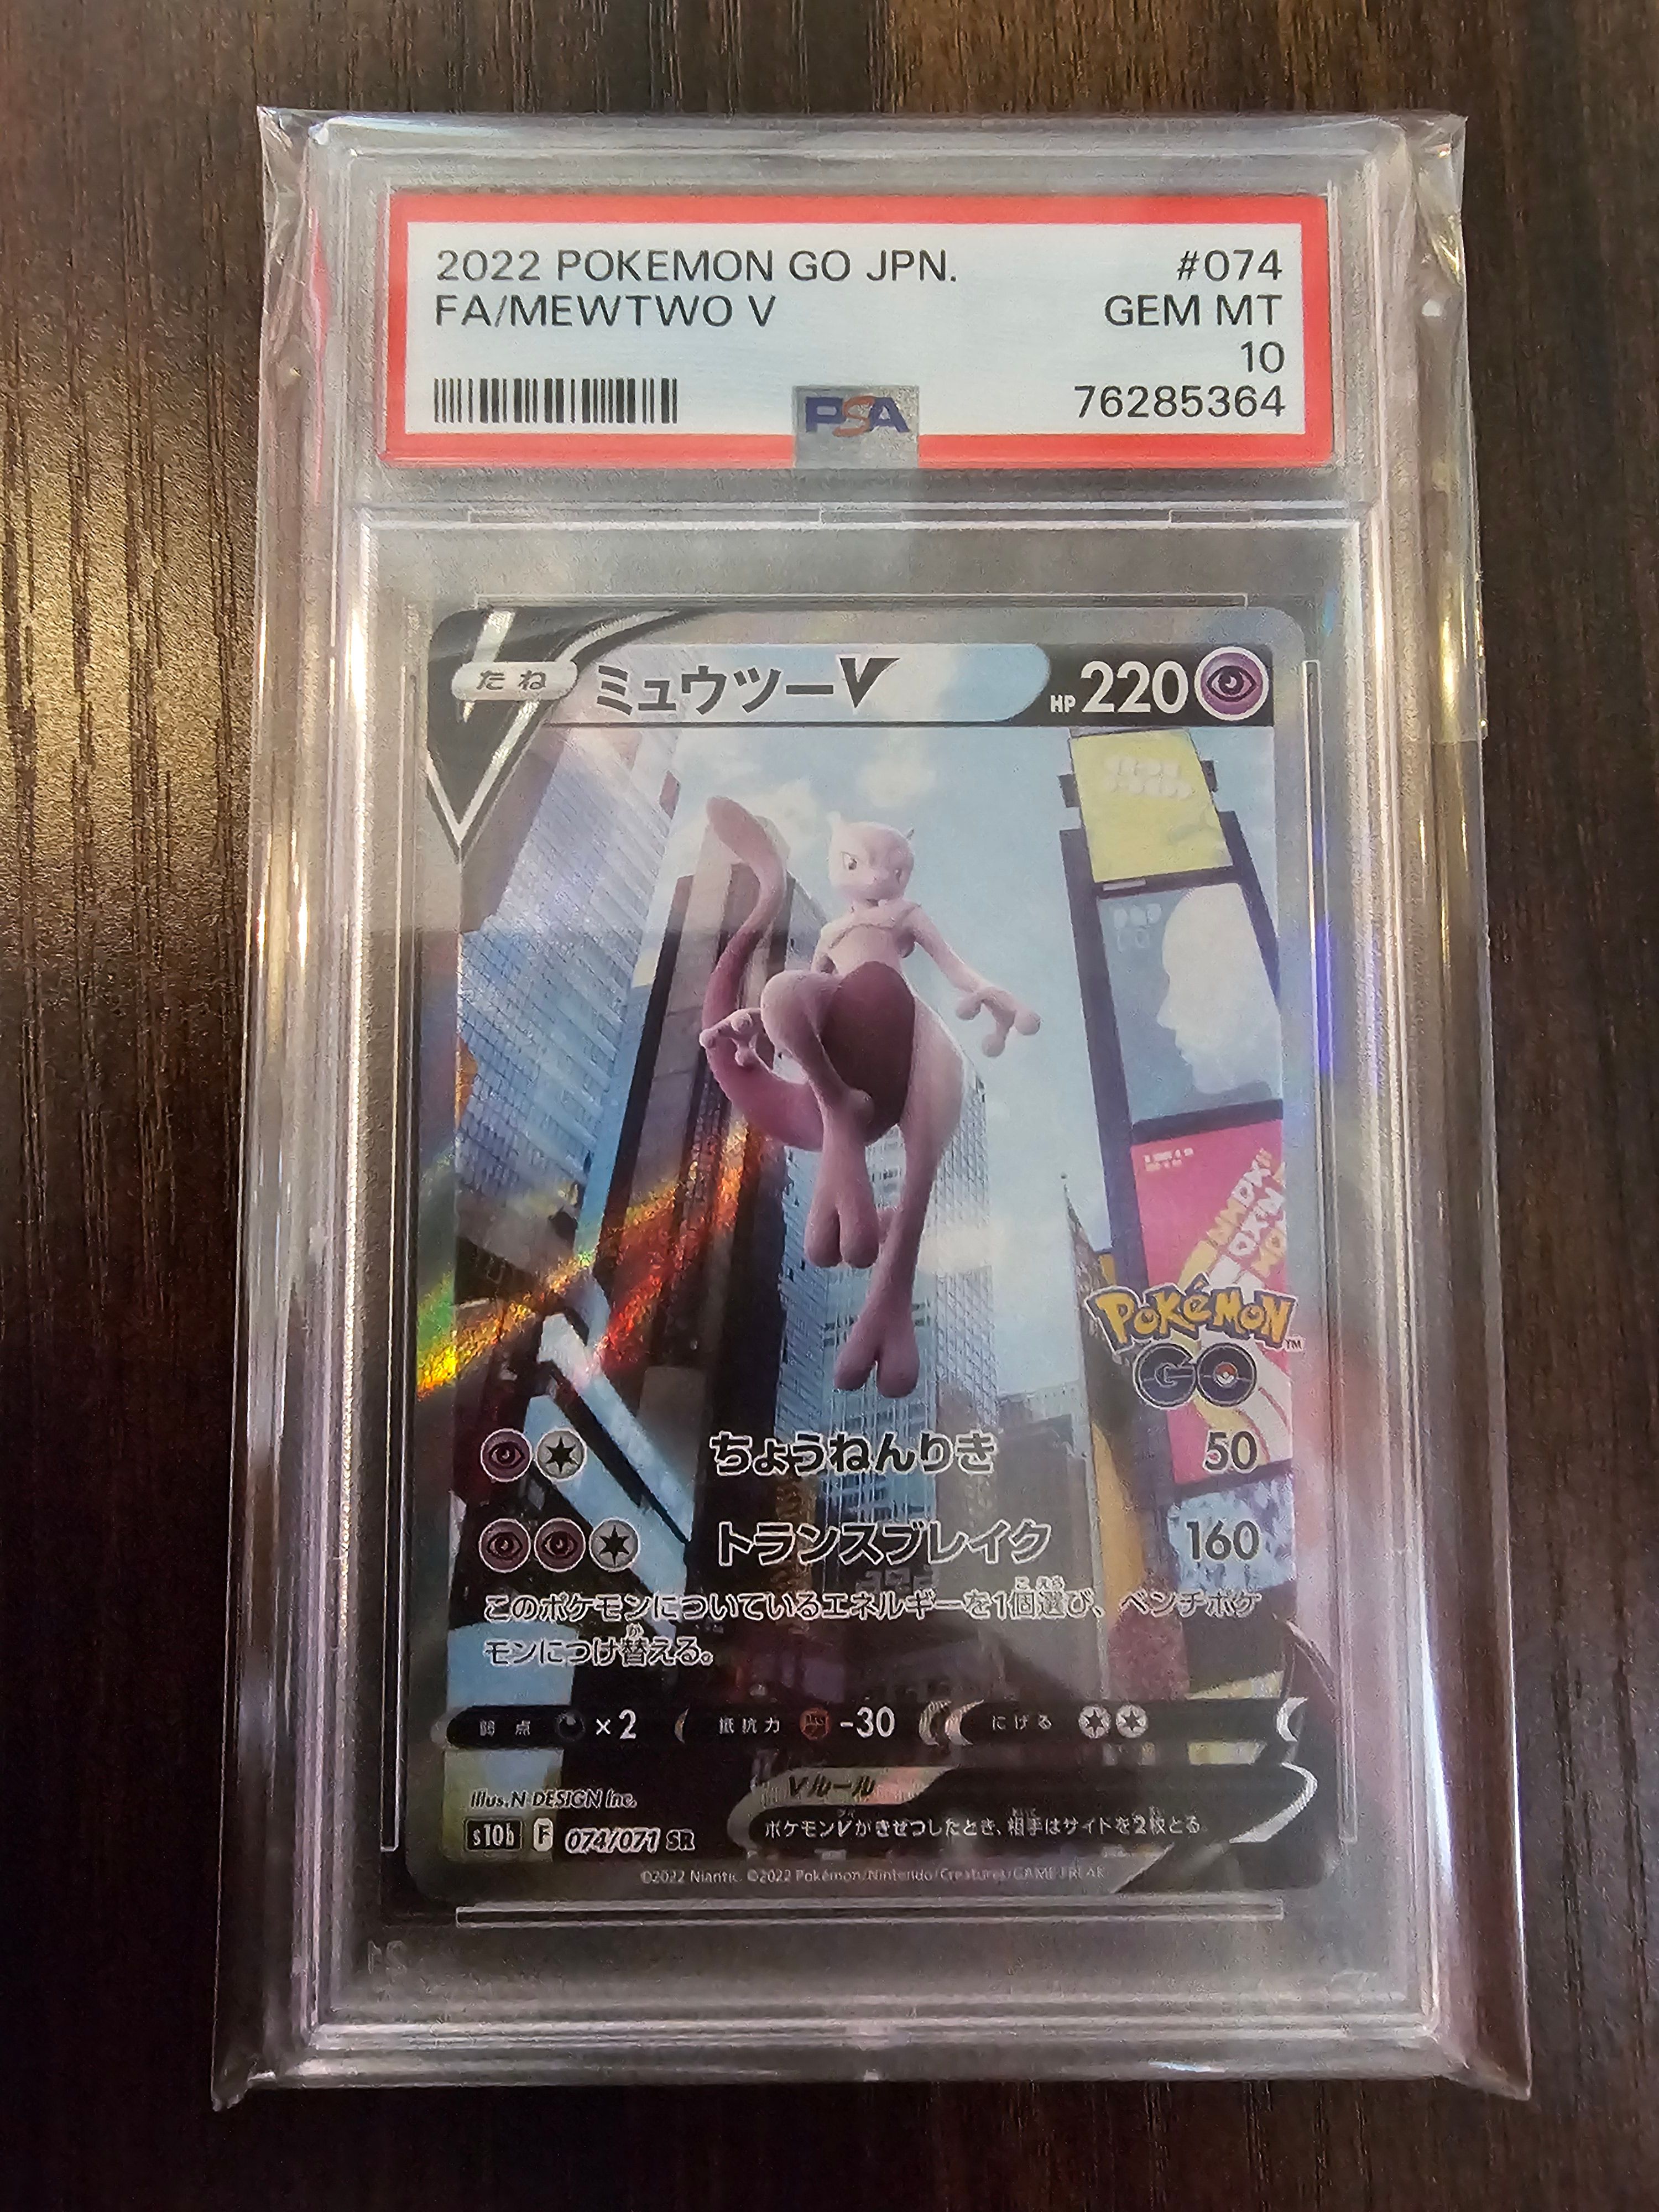 2022 POKEMON GO JPN. #074
FA/MEWTWO V GEM MT
10
PSA 76285364
たね ミュウツーV HP 220
POKéMON™
GO
ちょうねんりき 50
トランスブレイク 160
このポケモンについているエネルギーを1個選び、ベンチポケ
モンにつけ替える。
弱点 ×2 抵抗力 -30 にげる
Vルール
ポケモンVがきぜつしたとき、相手はサイドを2枚とる。
Illus. N-DESIGN Inc.
s10b F 074/071 SR
©2022 Niantic. ©2022 Pokémon/Nintendo/Creatures/GAME FREAK